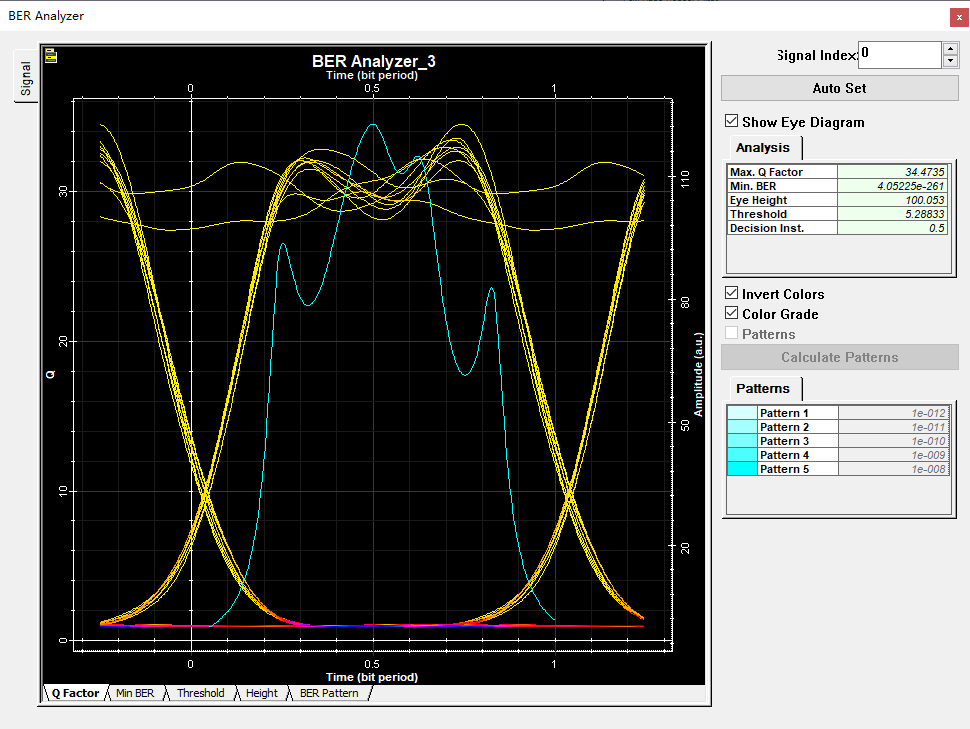 BER Analyzer
x
Signal
BER Analyzer_3
Time (bit period)
0 0.5 1
30
20
10
0
Q
110
80
50
20
Amplitude (a.u.)
0 0.5 1
Time (bit period)
Q Factor Min BER Threshold Height BER Pattern
Signal Index: 0
Auto Set
Show Eye Diagram
Analysis
Max. Q Factor 34.4735
Min. BER 4.05225e-261
Eye Height 100.053
Threshold 5.28833
Decision Inst. 0.5
Invert Colors
Color Grade
Patterns
Calculate Patterns
Patterns
Pattern 1 1e-012
Pattern 2 1e-011
Pattern 3 1e-010
Pattern 4 1e-009
Pattern 5 1e-008